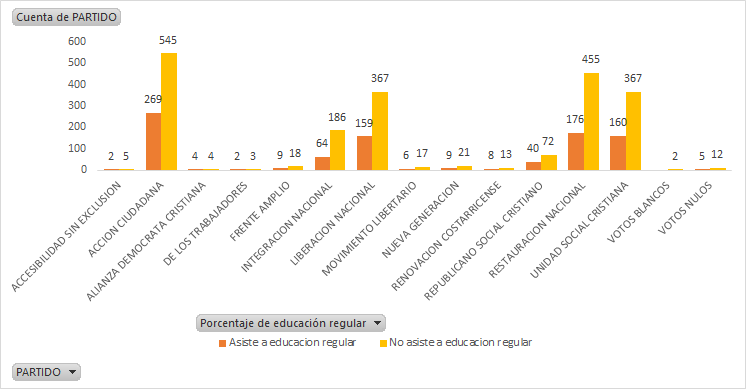 Cuenta de PARTIDO
600
500
400
300
200
100
0
2 5
269 545
4 4
2 3
9 18
64 186
159 367
6 17
9 21
8 13
40 72
176 455
160 367
2
5 12
ACCESIBILIDAD SIN EXCLUSION
ACCION CIUDADANA
ALIANZA DEMOCRATA CRISTIANA
DE LOS TRABAJADORES
FRENTE AMPLIO
INTEGRACION NACIONAL
LIBERACION NACIONAL
MOVIMIENTO LIBERTARIO
NUEVA GENERACION
RENOVACION COSTARRICENSE
REPUBLICANO SOCIAL CRISTIANO
RESTAURACION NACIONAL
UNIDAD SOCIAL CRISTIANA
VOTOS BLANCOS
VOTOS NULOS
Porcentaje de educación regular
Asiste a educacion regular No asiste a educacion regular
PARTIDO